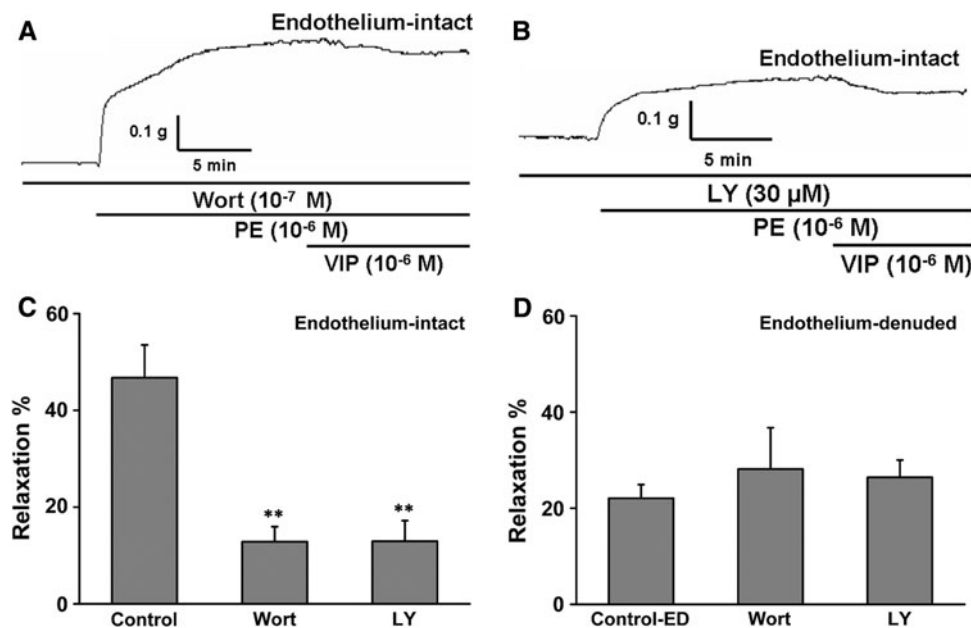 A
Endothelium-intact
0.1 g
5 min
Wort (10⁻⁷ M)
PE (10⁻⁶ M)
VIP (10⁻⁶ M)
B
Endothelium-intact
0.1 g
5 min
LY (30 µM)
PE (10⁻⁶ M)
VIP (10⁻⁶ M)
C
Endothelium-intact
Relaxation %
60
40
20
0
**
**
Control Wort LY
D
Endothelium-denuded
Relaxation %
60
40
20
0
Control-ED Wort LY